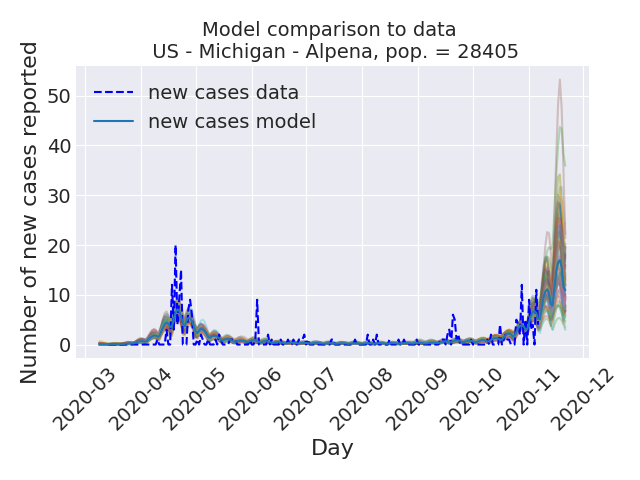 Model comparison to data
US - Michigan - Alpena, pop. = 28405
Number of new cases reported
50
40
30
20
10
0
new cases data
new cases model
2020-03
2020-04
2020-05
2020-06
2020-07
2020-08
2020-09
2020-10
2020-11
2020-12
Day